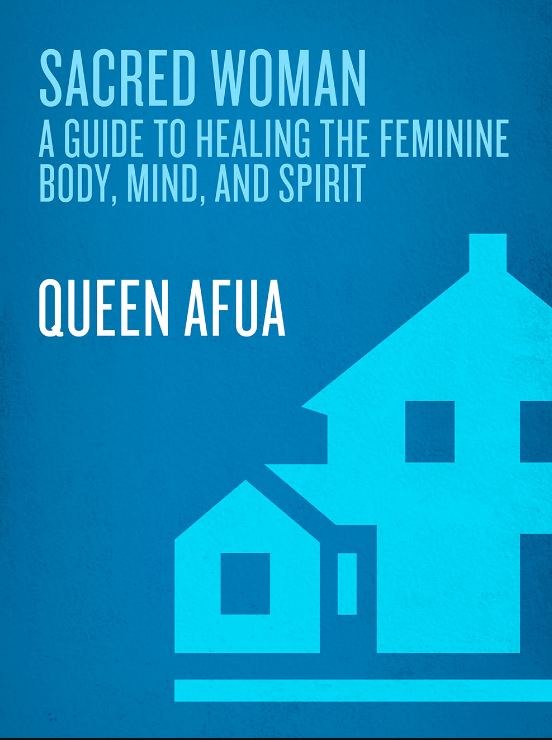 SACRED WOMAN
A GUIDE TO HEALING THE FEMININE
BODY, MIND, AND SPIRIT
QUEEN AFUA